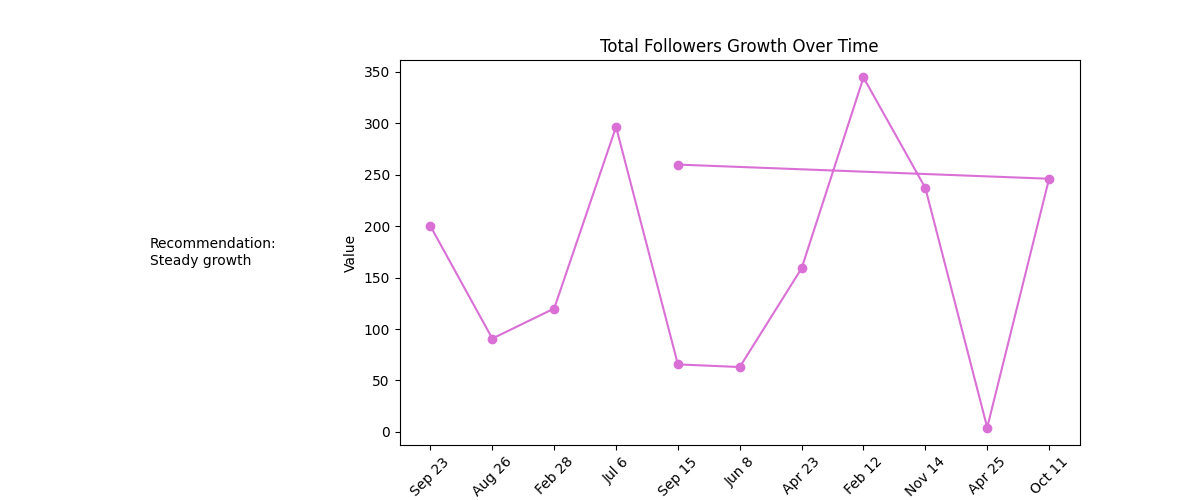 Total Followers Growth Over Time
350
300
250
200
150
100
50
0
Value
Recommendation:
Steady growth
Sep 23
Aug 26
Feb 28
Jul 6
Sep 15
Jun 8
Apr 23
Feb 12
Nov 14
Apr 25
Oct 11